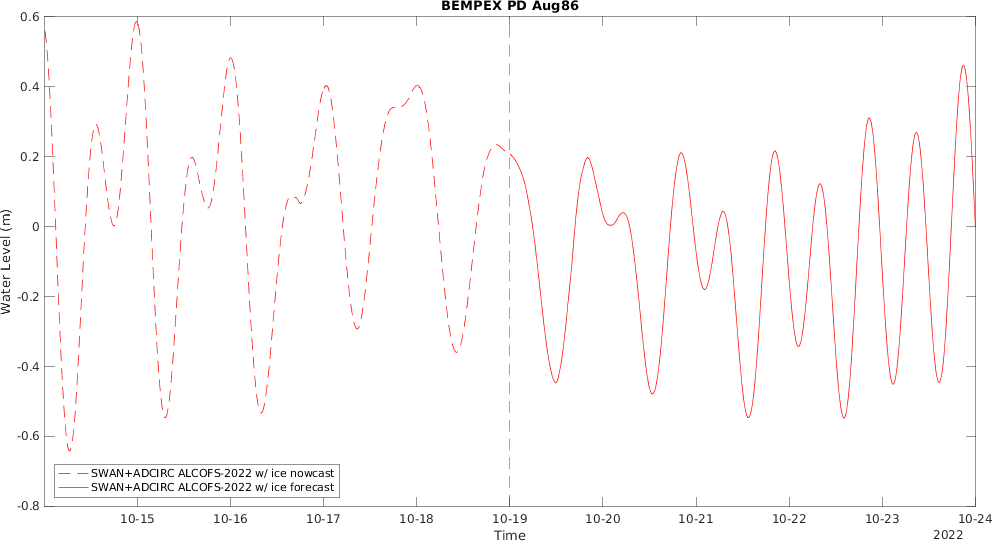 BEMPEX PD Aug86
0.6
0.4
0.2
0
-0.2
-0.4
-0.6
-0.8
Water Level (m)
SWAN+ADCIRC ALCOFS-2022 w/ ice nowcast
SWAN+ADCIRC ALCOFS-2022 w/ ice forecast
10-15 10-16 10-17 10-18 10-19 10-20 10-21 10-22 10-23 10-24
Time
2022